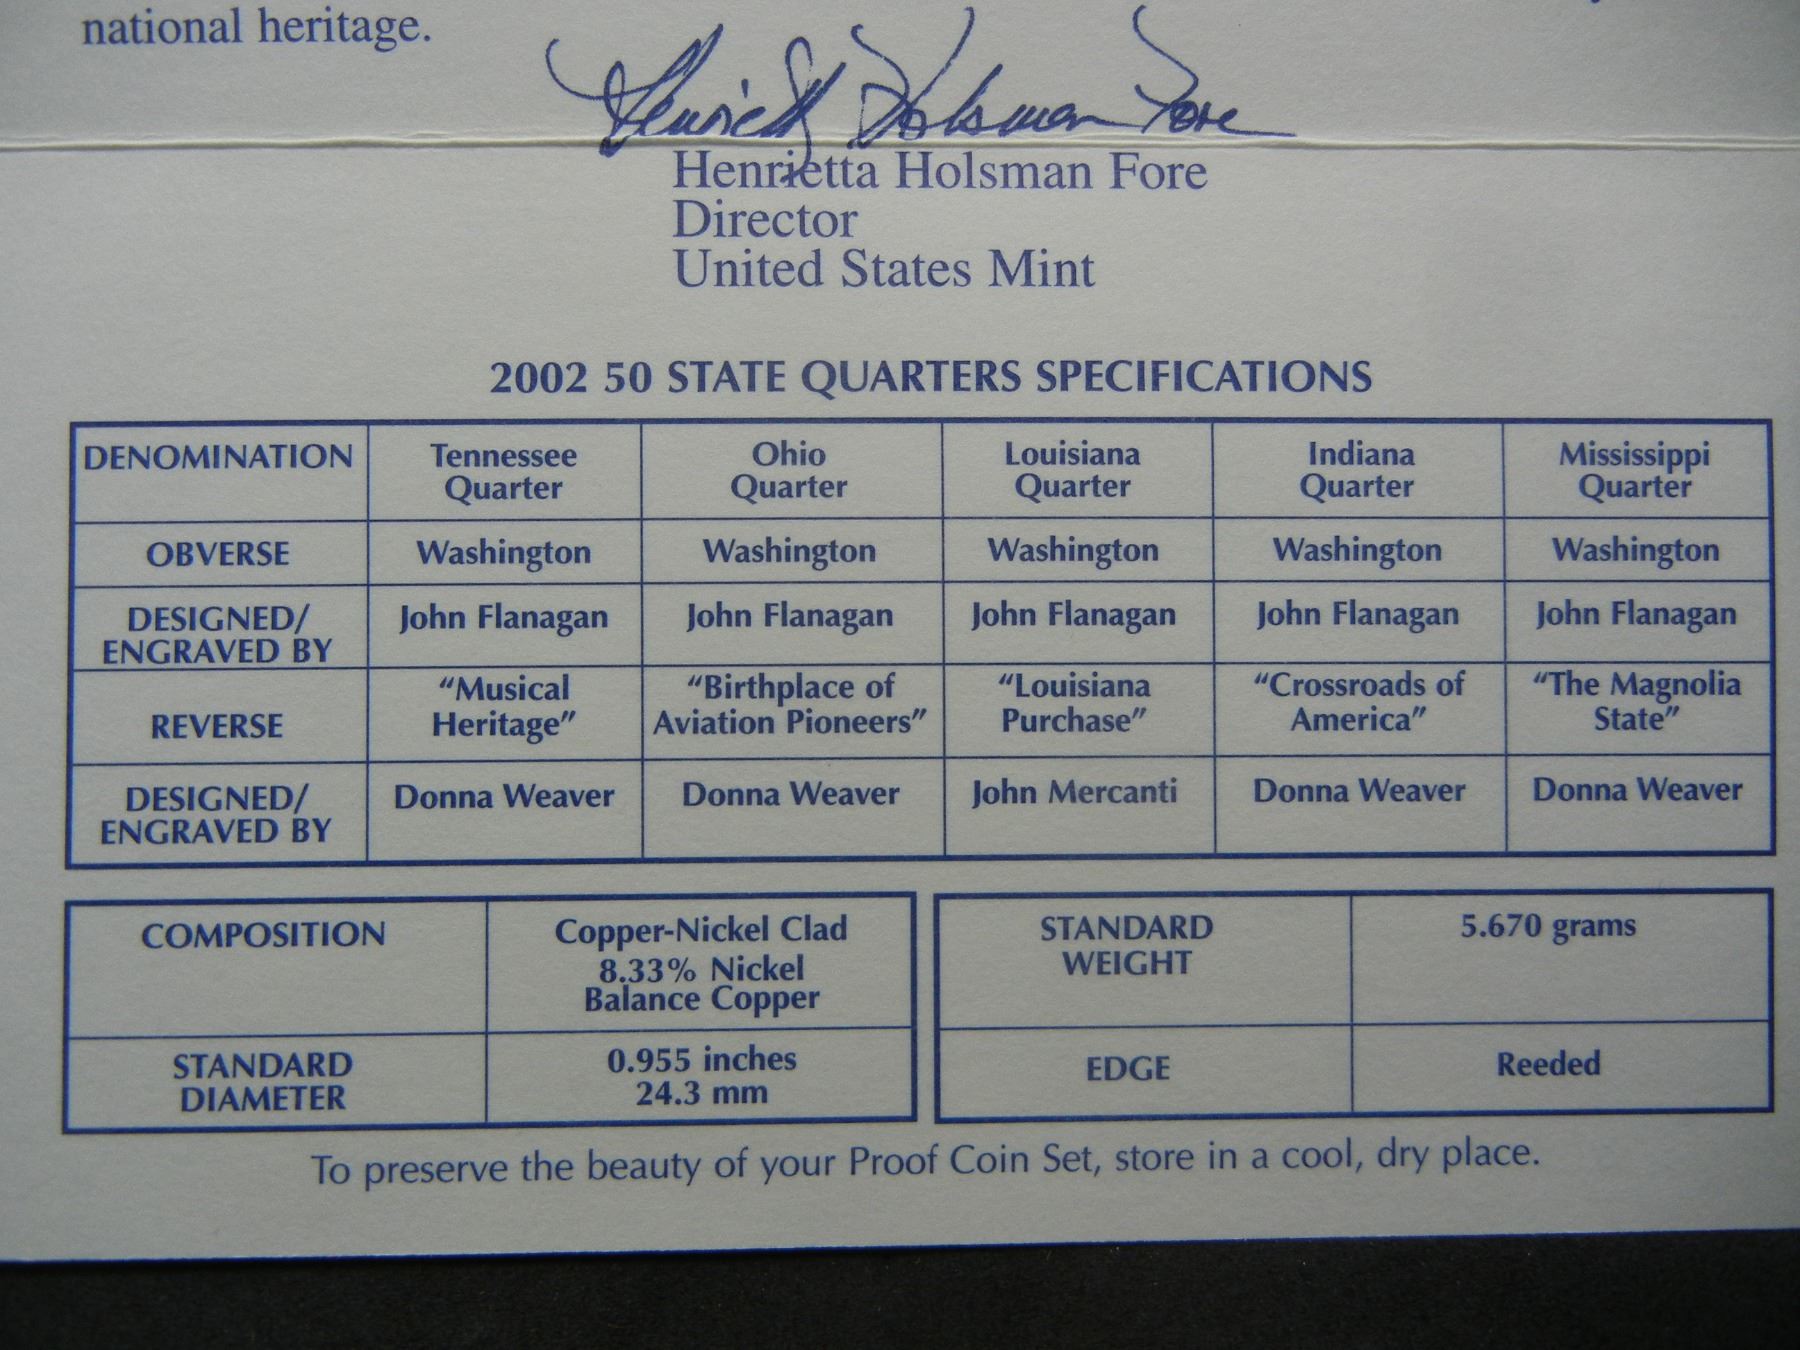 national heritage.
Henrietta Holsman Fore
Henrietta Holsman Fore
Director
United States Mint
2002 50 STATE QUARTERS SPECIFICATIONS
DENOMINATION Tennessee Quarter Ohio Quarter Louisiana Quarter Indiana Quarter Mississippi Quarter
OBVERSE Washington Washington Washington Washington Washington
DESIGNED/ ENGRAVED BY John Flanagan John Flanagan John Flanagan John Flanagan John Flanagan
REVERSE “Musical Heritage” “Birthplace of Aviation Pioneers” “Louisiana Purchase” “Crossroads of America” “The Magnolia State”
DESIGNED/ ENGRAVED BY Donna Weaver Donna Weaver John Mercanti Donna Weaver Donna Weaver
COMPOSITION Copper-Nickel Clad
8.33% Nickel
Balance Copper
STANDARD DIAMETER 0.955 inches
24.3 mm
STANDARD WEIGHT 5.670 grams
EDGE Reeded
To preserve the beauty of your Proof Coin Set, store in a cool, dry place.